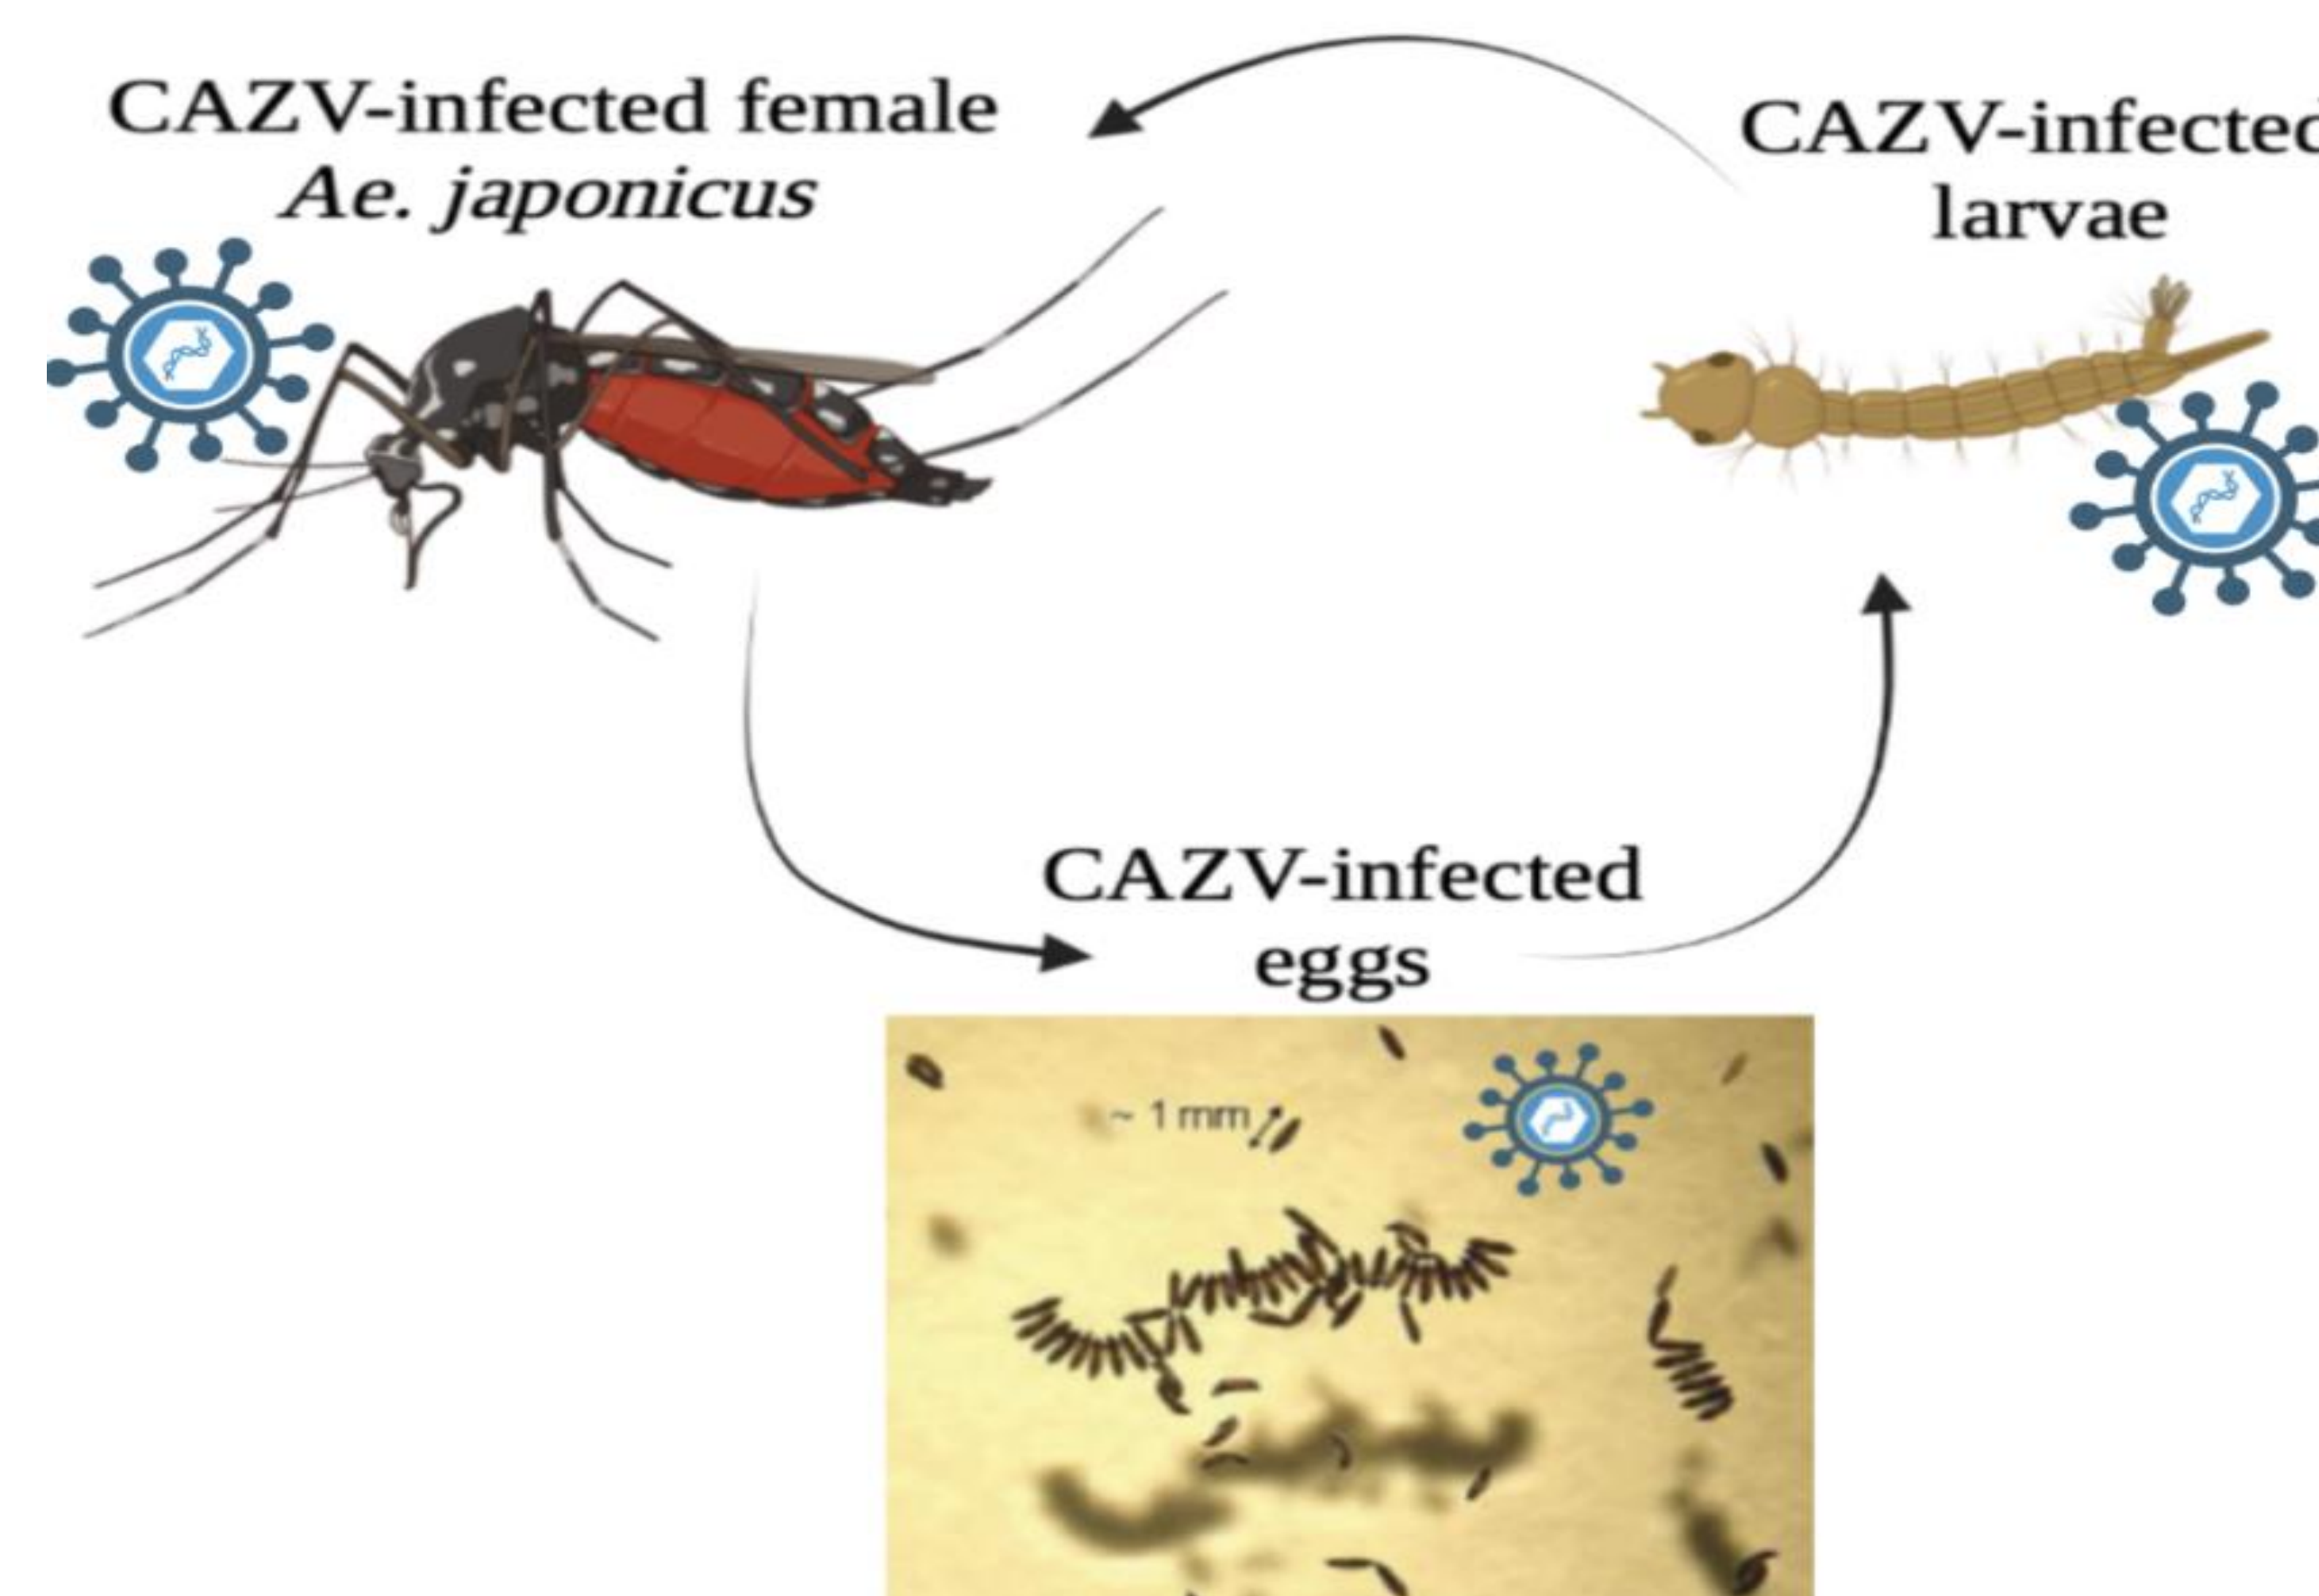 CAZV-infected female
Ae. japonicus
CAZV-infected
larvae
CAZV-infected
eggs
~ 1 mm